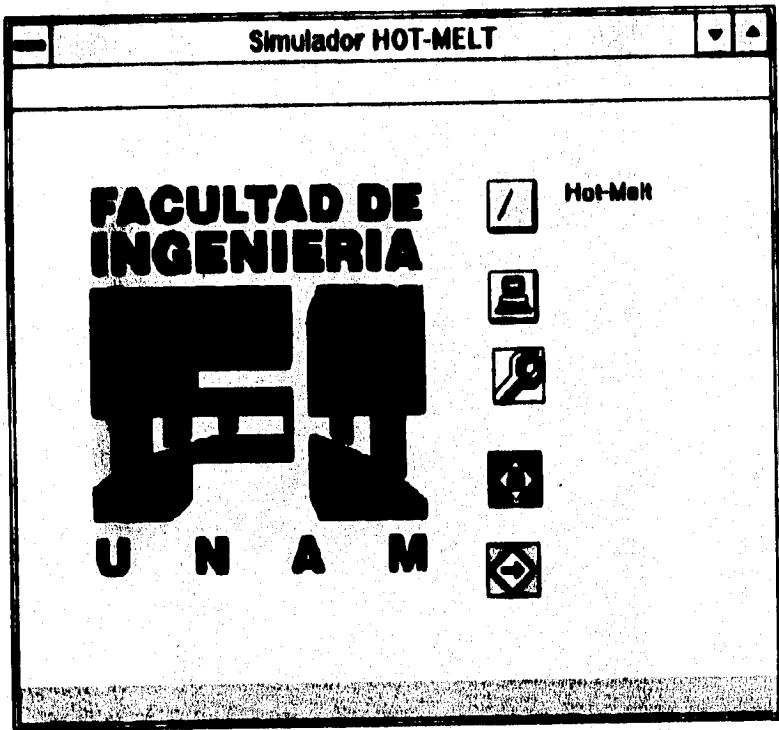 Simulador HOT-MELT
FACULTAD DE
INGENIERIA
Hot-Melt
U N A M